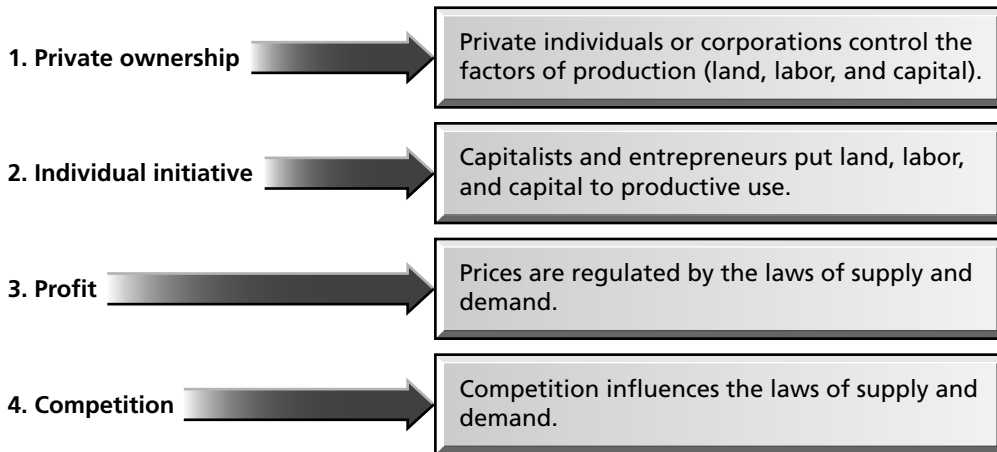 1. Private ownership
Private individuals or corporations control the
factors of production (land, labor, and capital).
2. Individual initiative
Capitalists and entrepreneurs put land, labor,
and capital to productive use.
3. Profit
Prices are regulated by the laws of supply and
demand.
4. Competition
Competition influences the laws of supply and
demand.